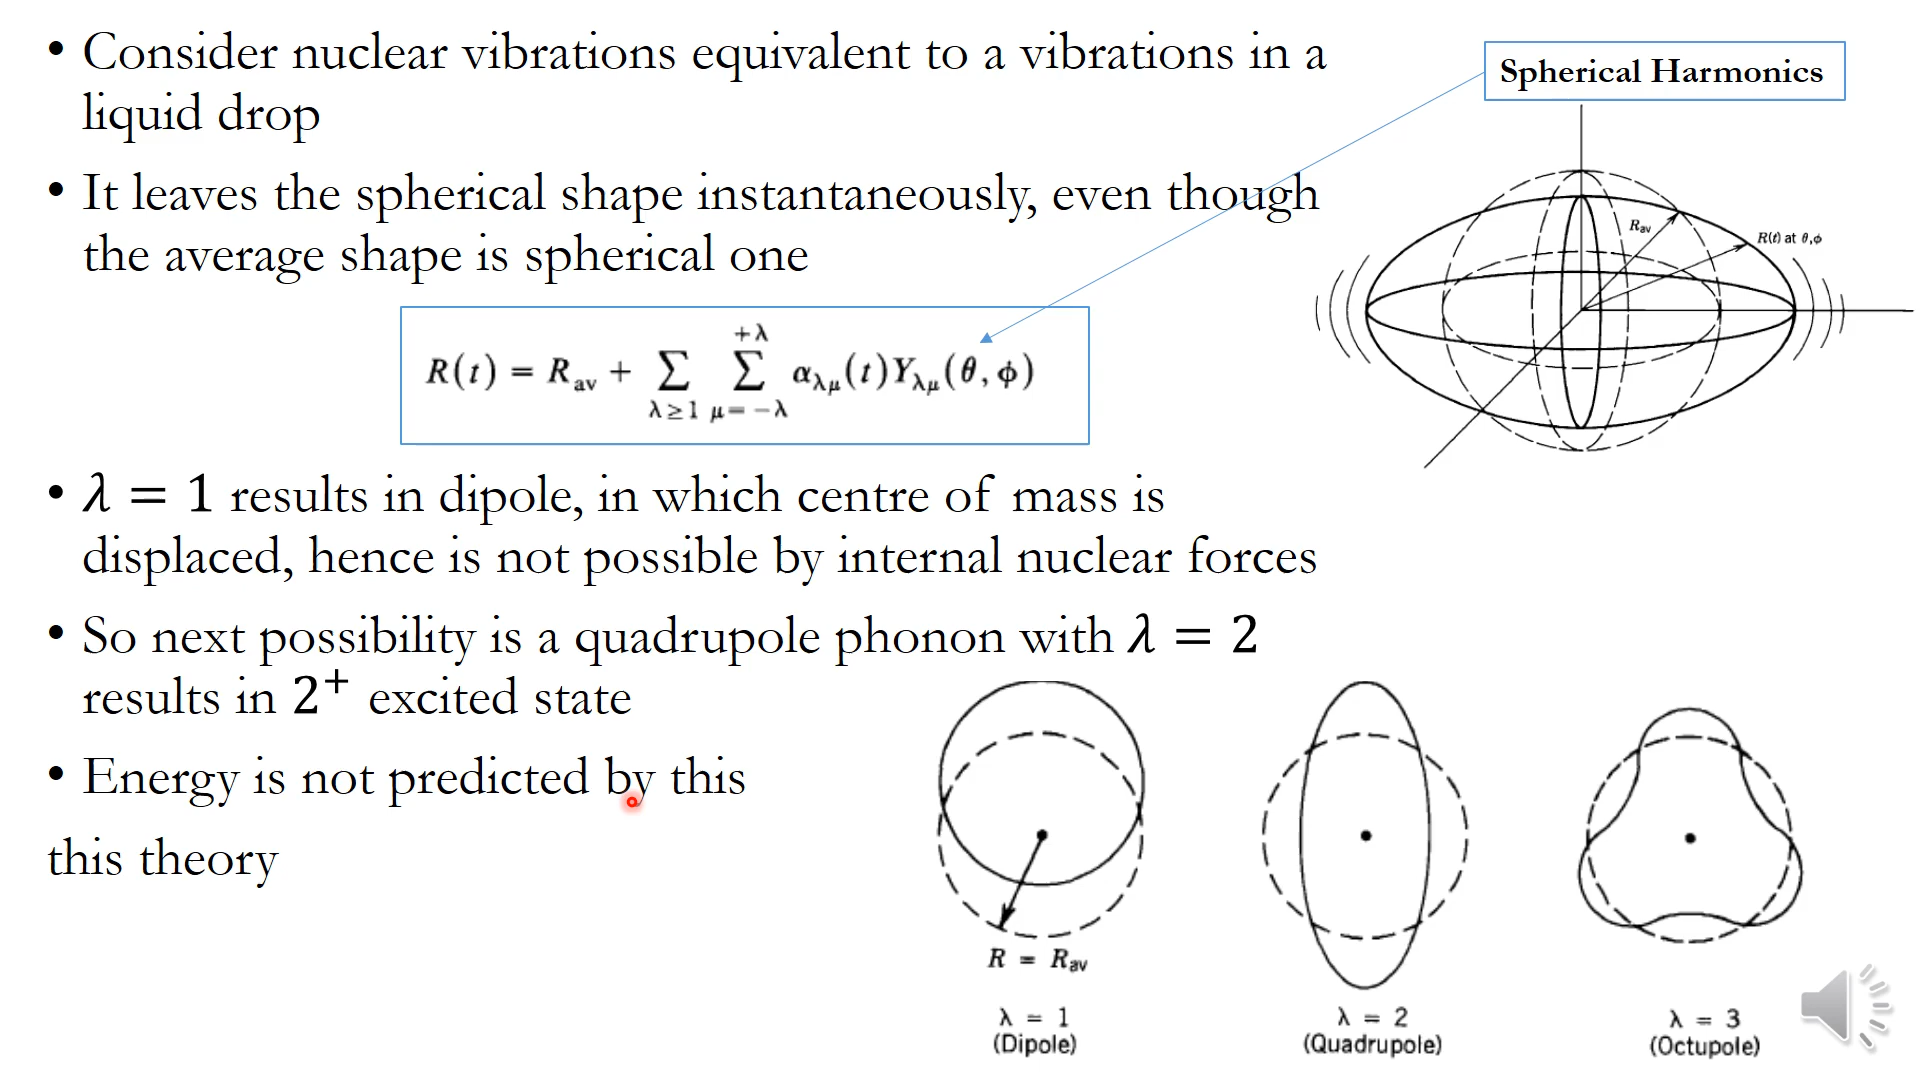 • Consider nuclear vibrations equivalent to a vibrations in a
liquid drop
• It leaves the spherical shape instantaneously, even though
the average shape is spherical one
Spherical Harmonics
R_av
R(t) at θ,ϕ
R(t) = R_av + Σ_{λ≥1} Σ_{μ=-λ}^{+λ} α_{λμ}(t)Y_{λμ}(θ, ϕ)
• λ = 1 results in dipole, in which centre of mass is
displaced, hence is not possible by internal nuclear forces
• So next possibility is a quadrupole phonon with λ = 2
results in 2⁺ excited state
• Energy is not predicted by this
this theory
R = R_av
λ = 1
(Dipole)
λ = 2
(Quadrupole)
λ = 3
(Octupole)